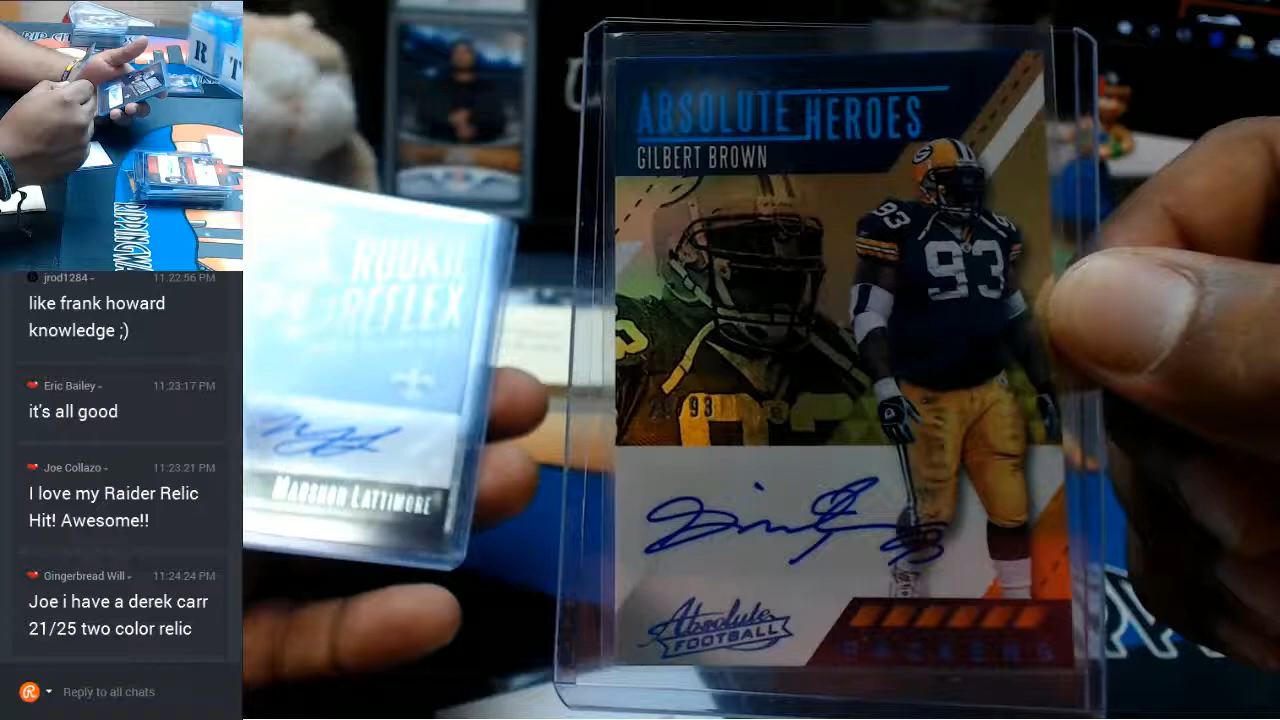 jrod1284 - 11:22:56 PM
like frank howard
knowledge ;)
Eric Bailey - 11:23:17 PM
it's all good
Joe Collazo - 11:23:21 PM
I love my Raider Relic
Hit! Awesome!!
Gingerbread Will - 11:24:24 PM
Joe i have a derek carr
21/25 two color relic
Reply to all chats
R T
ROOKIE
REFLEX
MARSHON LATTIMORE
ABSOLUTE HEROES
GILBERT BROWN
93
93
/93
Absolute
FOOTBALL
PACKERS